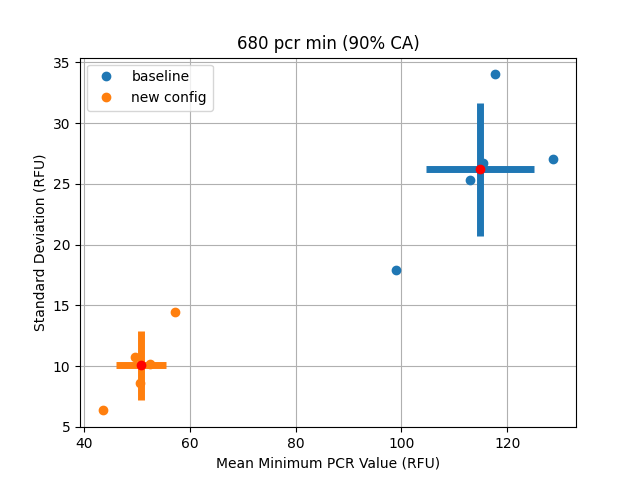 680 pcr min (90% CA)
baseline
new config
35
30
25
20
15
10
5
Standard Deviation (RFU)
40 60 80 100 120
Mean Minimum PCR Value (RFU)